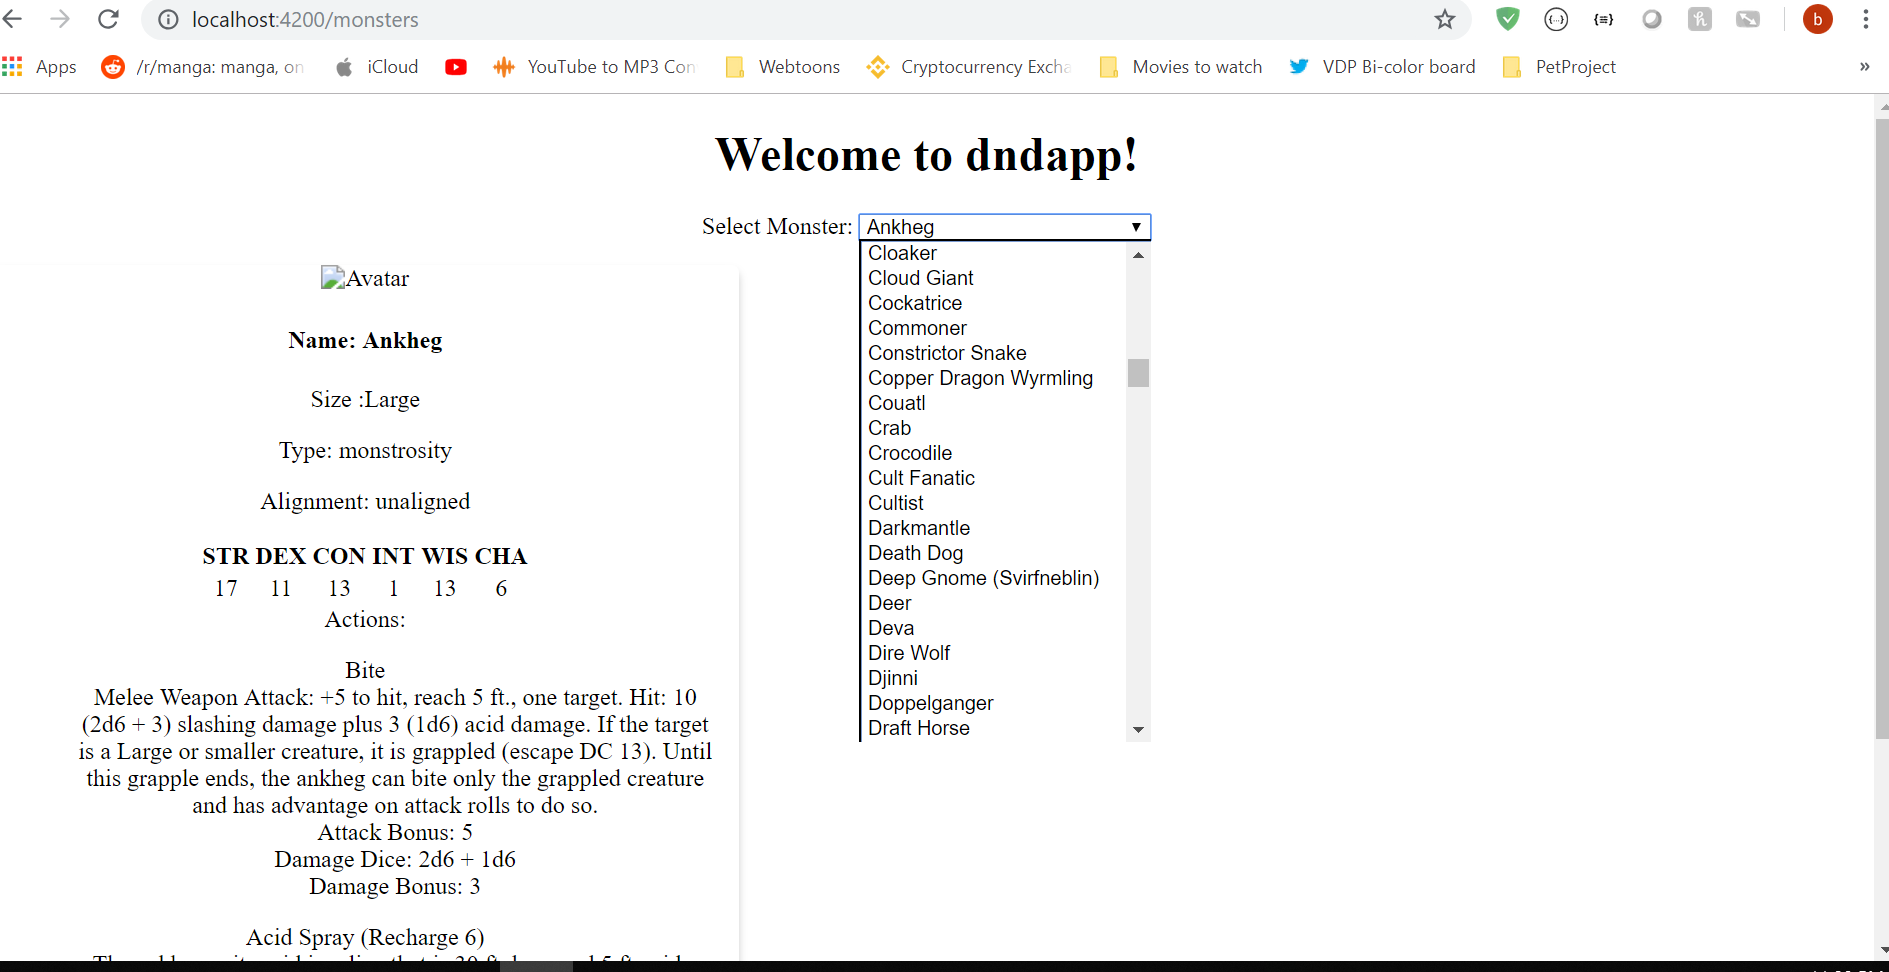 localhost:4200/monsters
b
Apps
/r/manga: manga, on
iCloud
YouTube to MP3 Con
Webtoons
Cryptocurrency Excha
Movies to watch
VDP Bi-color board
PetProject
»
Welcome to dndapp!
Select Monster: Ankheg
Cloaker
Cloud Giant
Cockatrice
Commoner
Constrictor Snake
Copper Dragon Wyrmling
Couatl
Crab
Crocodile
Cult Fanatic
Cultist
Darkmantle
Death Dog
Deep Gnome (Svirfneblin)
Deer
Deva
Dire Wolf
Djinni
Doppelganger
Draft Horse
Avatar
Name: Ankheg
Size :Large
Type: monstrosity
Alignment: unaligned
STR DEX CON INT WIS CHA
17 11 13 1 13 6
Actions:
Bite
Melee Weapon Attack: +5 to hit, reach 5 ft., one target. Hit: 10
(2d6 + 3) slashing damage plus 3 (1d6) acid damage. If the target
is a Large or smaller creature, it is grappled (escape DC 13). Until
this grapple ends, the ankheg can bite only the grappled creature
and has advantage on attack rolls to do so.
Attack Bonus: 5
Damage Dice: 2d6 + 1d6
Damage Bonus: 3
Acid Spray (Recharge 6)